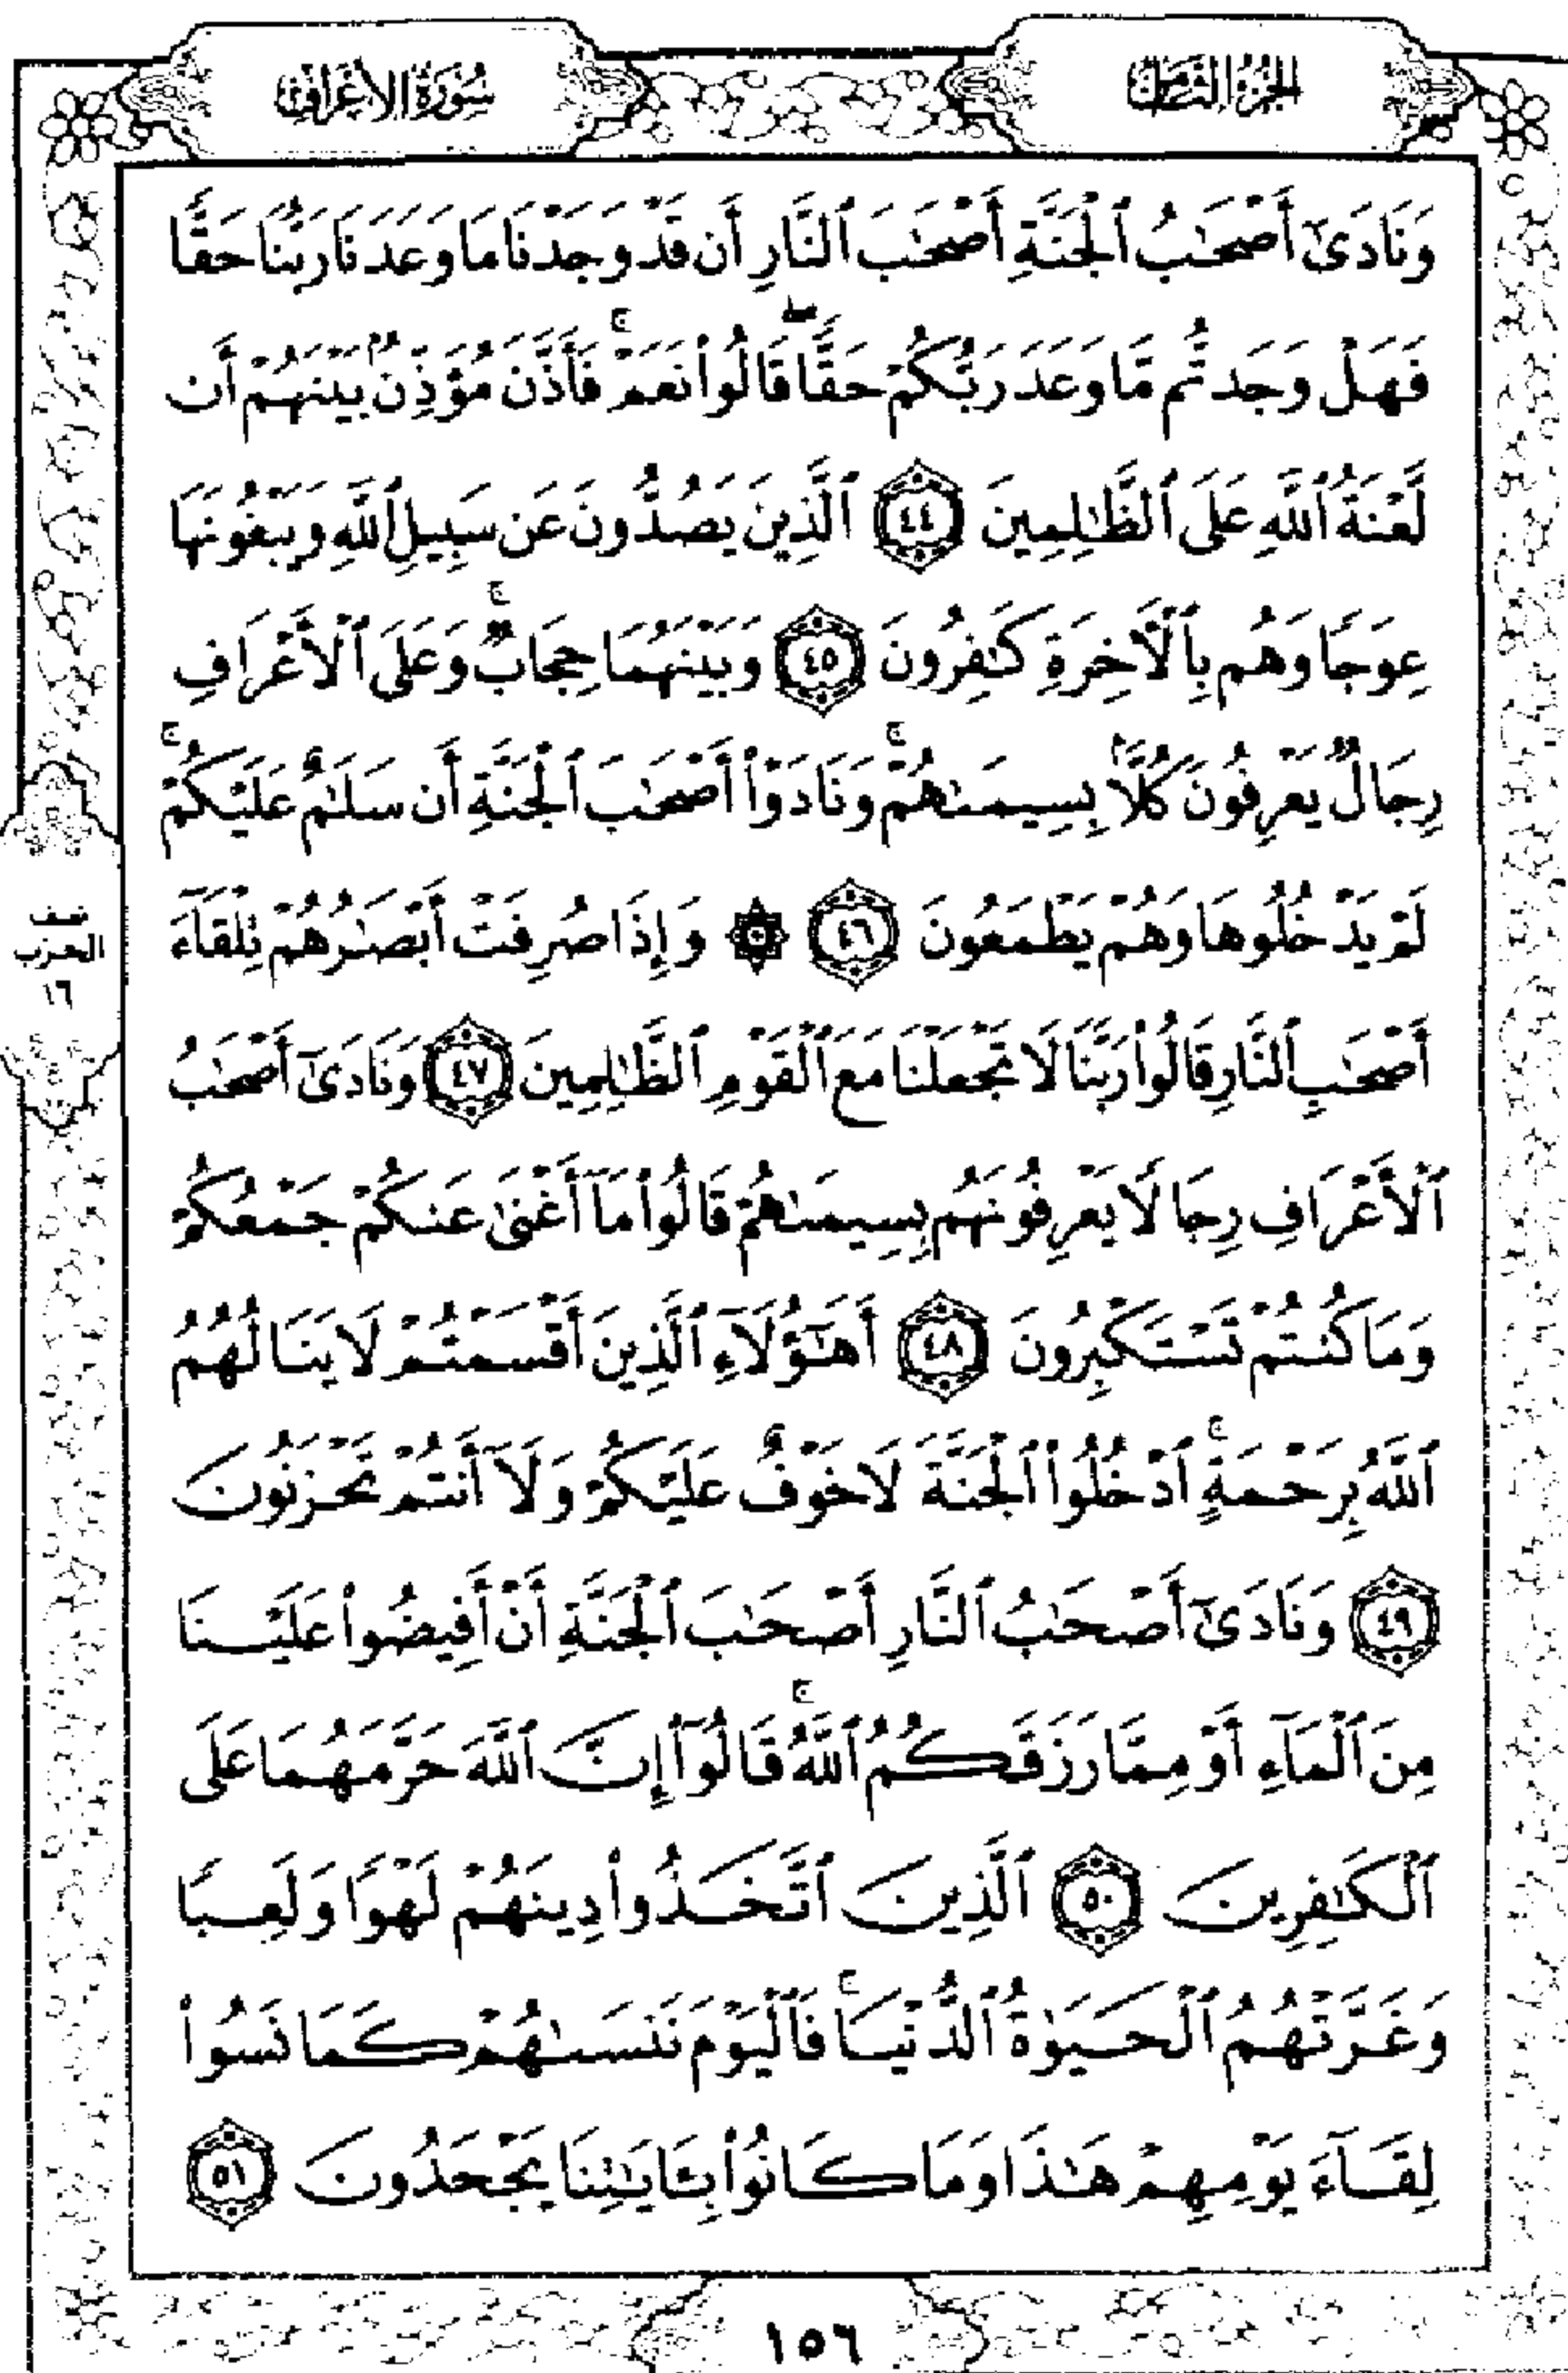 الجزء الثامن
سورة الأعراف
وَنَادَىٰٓ أَصْحَٰبُ ٱلْجَنَّةِ أَصْحَٰبَ ٱلنَّارِ أَن قَدْ وَجَدْنَا مَا وَعَدَنَا رَبُّنَا حَقًّا
فَهَلْ وَجَدتُّم مَّا وَعَدَ رَبُّكُمْ حَقًّا ۖ قَالُوا۟ نَعَمْ ۚ فَأَذَّنَ مُؤَذِّنٌۢ بَيْنَهُمْ أَن
لَّعْنَةُ ٱللَّهِ عَلَى ٱلظَّٰلِمِينَ ٤٤ ٱلَّذِينَ يَصُدُّونَ عَن سَبِيلِ ٱللَّهِ وَيَبْغُونَهَا
عِوَجًا وَهُم بِٱلْأَخِرَةِ كَٰفِرُونَ ٤٥ وَبَيْنَهُمَا حِجَابٌ ۚ وَعَلَى ٱلْأَعْرَافِ
رِجَالٌ يَعْرِفُونَ كُلًّۢا بِسِيمَىٰهُمْ ۚ وَنَادَوْا۟ أَصْحَٰبَ ٱلْجَنَّةِ أَن سَلَٰمٌ عَلَيْكُمْ ۚ
لَمْ يَدْخُلُوهَا وَهُمْ يَطْمَعُونَ ٤٦ ۞ وَإِذَا صُرِفَتْ أَبْصَٰرُهُمْ تِلْقَآءَ
أَصْحَٰبِ ٱلنَّارِ قَالُوا۟ رَبَّنَا لَا تَجْعَلْنَا مَعَ ٱلْقَوْمِ ٱلظَّٰلِمِينَ ٤٧ وَنَادَىٰٓ أَصْحَٰبُ
ٱلْأَعْرَافِ رِجَالًا يَعْرِفُونَهُم بِسِيمَىٰهُمْ قَالُوا۟ مَآ أَغْنَىٰ عَنكُمْ جَمْعُكُمْ
وَمَا كُنتُمْ تَسْتَكْبِرُونَ ٤٨ أَهَٰٓؤُلَآءِ ٱلَّذِينَ أَقْسَمْتُمْ لَا يَنَالُهُمُ
ٱللَّهُ بِرَحْمَةٍ ۚ ٱدْخُلُوا۟ ٱلْجَنَّةَ لَا خَوْفٌ عَلَيْكُمْ وَلَآ أَنتُمْ تَحْزَنُونَ
٤٩ وَنَادَىٰٓ أَصْحَٰبُ ٱلنَّارِ أَصْحَٰبَ ٱلْجَنَّةِ أَنْ أَفِيضُوا۟ عَلَيْنَا
مِنَ ٱلْمَآءِ أَوْ مِمَّا رَزَقَكُمُ ٱللَّهُ ۚ قَالُوٓا۟ إِنَّ ٱللَّهَ حَرَّمَهُمَا عَلَى
ٱلْكَٰفِرِينَ ٥٠ ٱلَّذِينَ ٱتَّخَذُوا۟ دِينَهُمْ لَهْوًا وَلَعِبًا
وَغَرَّتْهُمُ ٱلْحَيَوٰةُ ٱلدُّنْيَا ۚ فَٱلْيَوْمَ نَنسَىٰهُمْ كَمَا نَسُوا۟
لِقَآءَ يَوْمِهِمْ هَٰذَا وَمَا كَانُوا۟ بِـَٔايَٰتِنَا يَجْحَدُونَ ٥١
نصف
الحزب
١٦
١٥٦